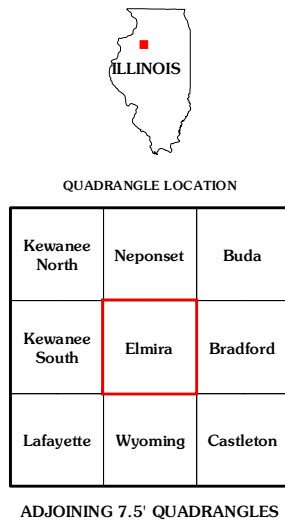 ILLINOIS
QUADRANGLE LOCATION
Kewanee
North
Neponset
Buda
Kewanee
South
Elmira
Bradford
Lafayette
Wyoming
Castleton
ADJOINING 7.5' QUADRANGLES